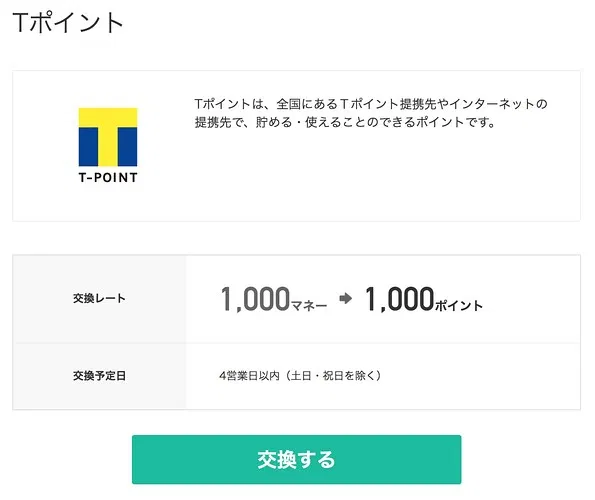 Tポイント
Tポイントは、全国にあるＴポイント提携先やインターネットの
提携先で、貯める・使えることのできるポイントです。
T
T-POINT
交換レート
1,000マネー ➡ 1,000ポイント
交換予定日
4営業日以内（土日・祝日を除く）
交換する